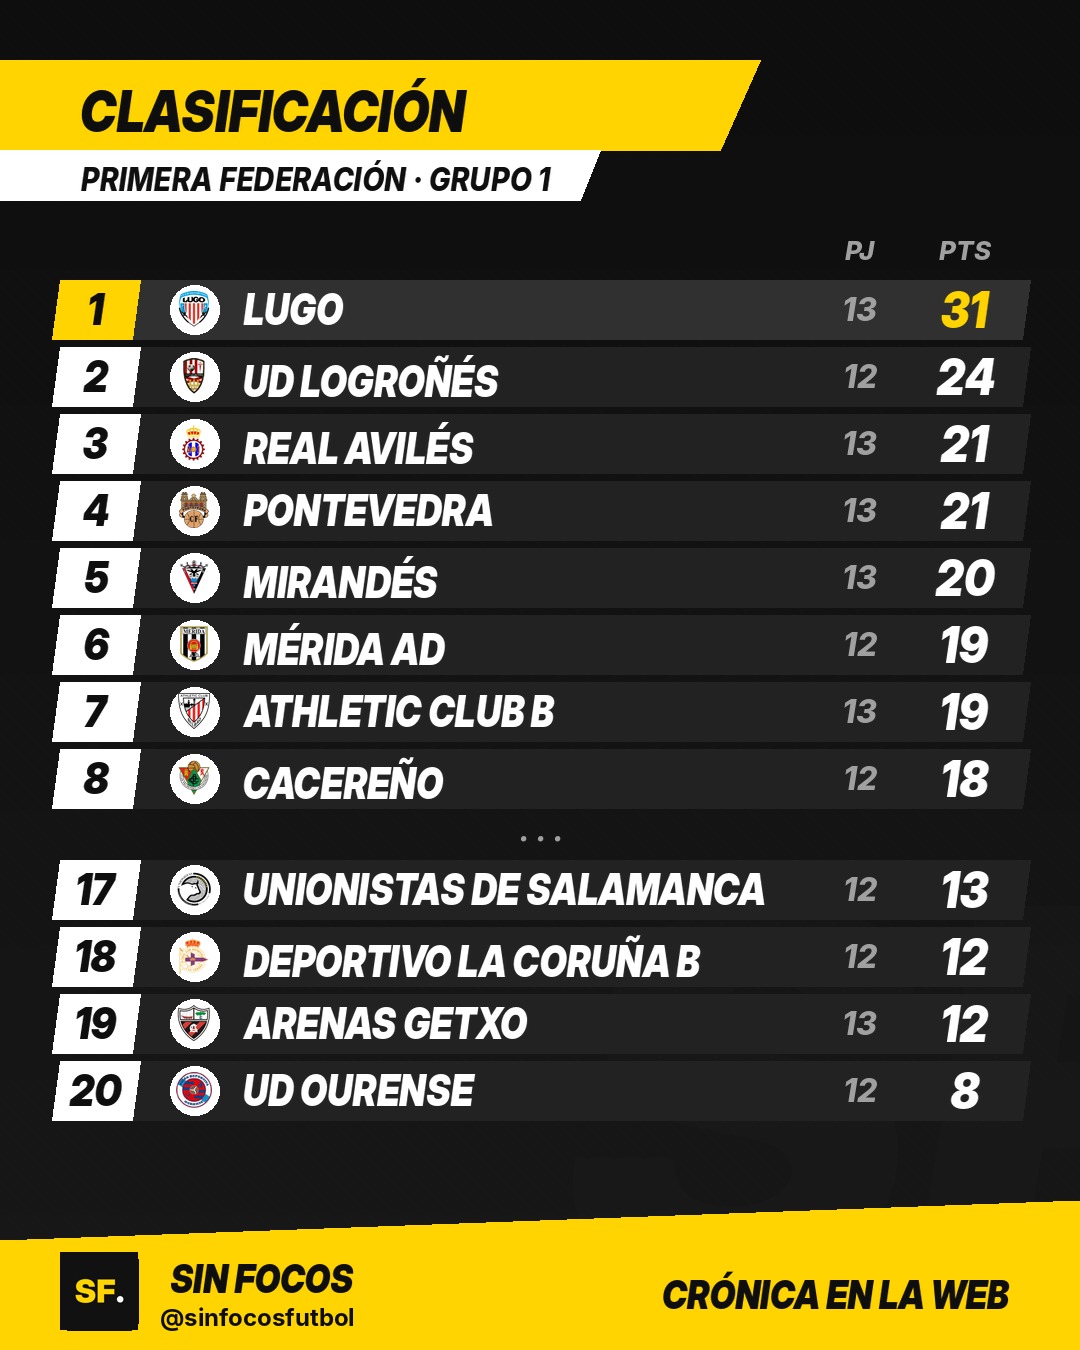 CLASIFICACIÓN
PRIMERA FEDERACIÓN · GRUPO 1
PJ PTS
1 LUGO 13 31
2 UD LOGROÑÉS 12 24
3 REAL AVILÉS 13 21
4 PONTEVEDRA 13 21
5 MIRANDÉS 13 20
6 MÉRIDA AD 12 19
7 ATHLETIC CLUB B 13 19
8 CACEREÑO 12 18
...
17 UNIONISTAS DE SALAMANCA 12 13
18 DEPORTIVO LA CORUÑA B 12 12
19 ARENAS GETXO 13 12
20 UD OURENSE 12 8
SF. SIN FOCOS
@sinfocosfutbol
CRÓNICA EN LA WEB